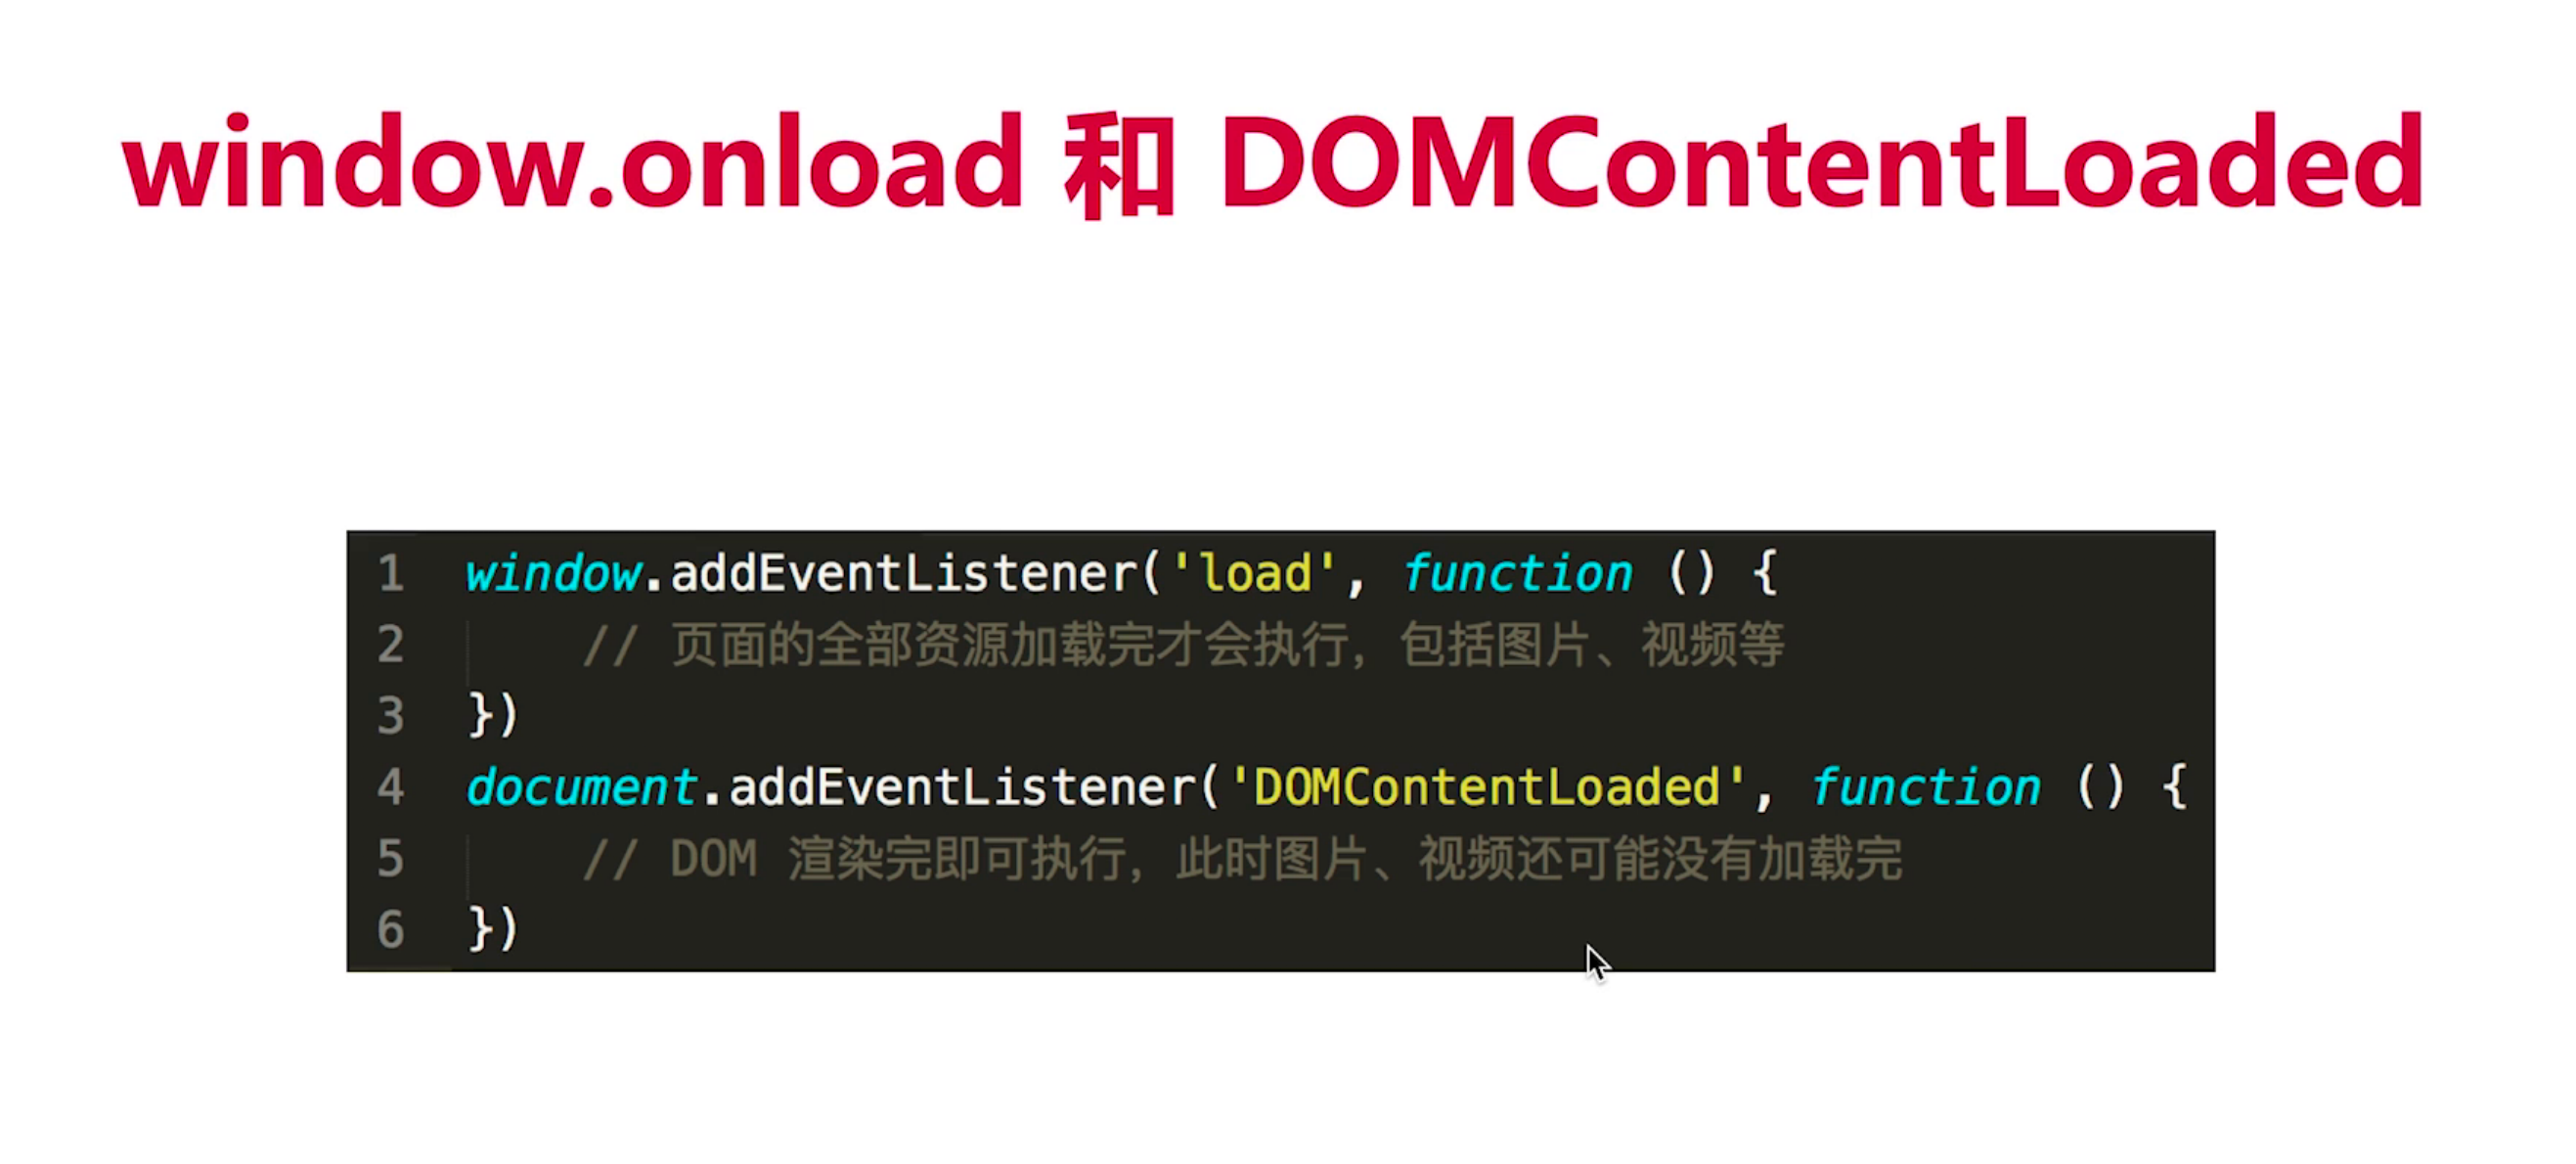 window.onload 和 DOMContentLoaded
1 window.addEventListener('load', function () {
2 // 页面的全部资源加载完才会执行，包括图片、视频等
3 })
4 document.addEventListener('DOMContentLoaded', function () {
5 // DOM 渲染完即可执行，此时图片、视频还可能没有加载完
6 })